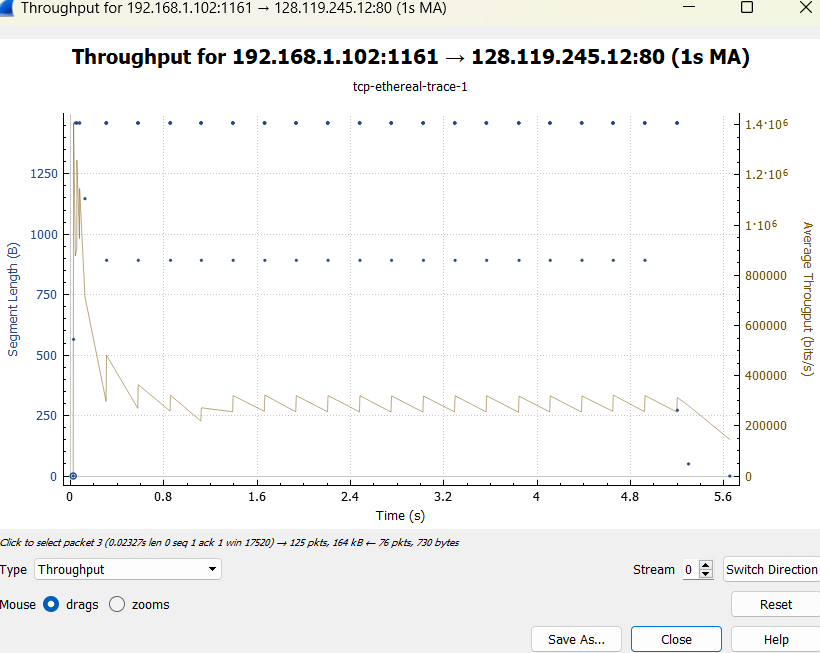 Throughput for 192.168.1.102:1161 → 128.119.245.12:80 (1s MA)
Throughput for 192.168.1.102:1161 → 128.119.245.12:80 (1s MA)
tcp-ethereal-trace-1
Segment Length (B)
1250
1000
750
500
250
0
1.4·10⁶
1.2·10⁶
1·10⁶
800000
600000
400000
200000
0
Average Througput (bits/s)
0 0.8 1.6 2.4 3.2 4 4.8 5.6
Time (s)
Click to select packet 3 (0.02327s len 0 seq 1 ack 1 win 17520) → 125 pkts, 164 kB ← 76 pkts, 730 bytes
Type Throughput Stream 0 Switch Direction
Mouse drags zooms Reset
Save As... Close Help